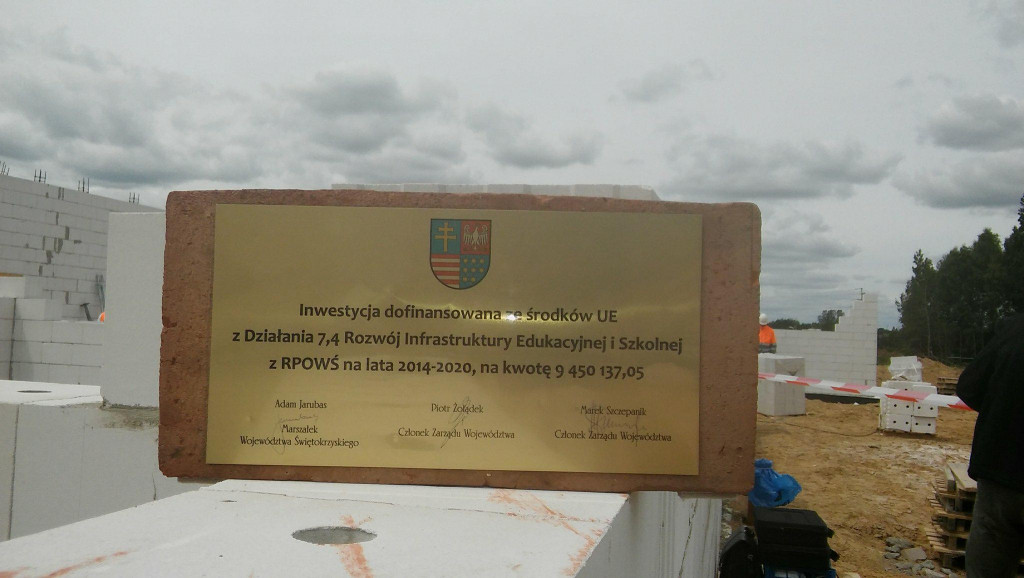 Inwestycja dofinansowana ze środków UE
z Działania 7,4 Rozwój Infrastruktury Edukacyjnej i Szkolnej
z RPOWŚ na lata 2014-2020, na kwotę 9 450 137,05
Adam Jarubas
Marszałek
Województwa Świętokrzyskiego
Piotr Żołądek
Członek Zarządu Województwa
Marek Szczepanik
Członek Zarządu Województwa